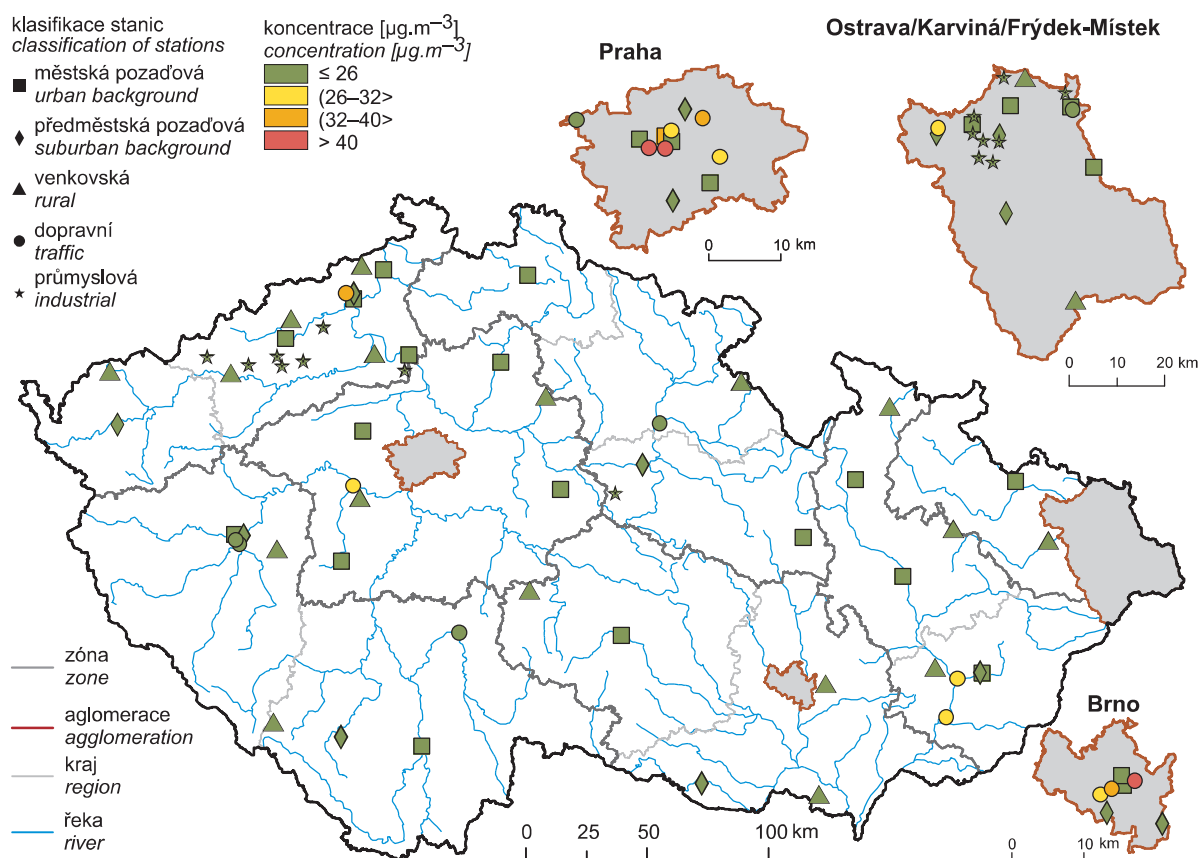 klasifikace stanic
classification of stations
městská pozaďová
urban background
předměstská pozaďová
suburban background
venkovská
rural
dopravní
traffic
průmyslová
industrial
koncentrace [µg.m⁻³]
concentration [µg.m⁻³]
≤ 26
(26–32>
(32–40>
> 40
Praha
0 10 km
Ostrava/Karviná/Frýdek-Místek
0 10 20 km
zóna
zone
aglomerace
agglomeration
kraj
region
řeka
river
Brno
0 10 km
0 25 50 100 km